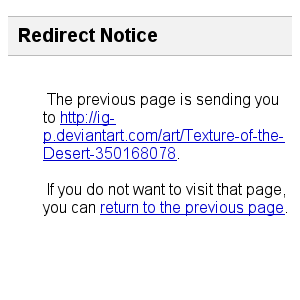 Redirect Notice
The previous page is sending you
to http://ig-
p.deviantart.com/art/Texture-of-the-
Desert-350168078.
If you do not want to visit that page,
you can return to the previous page.